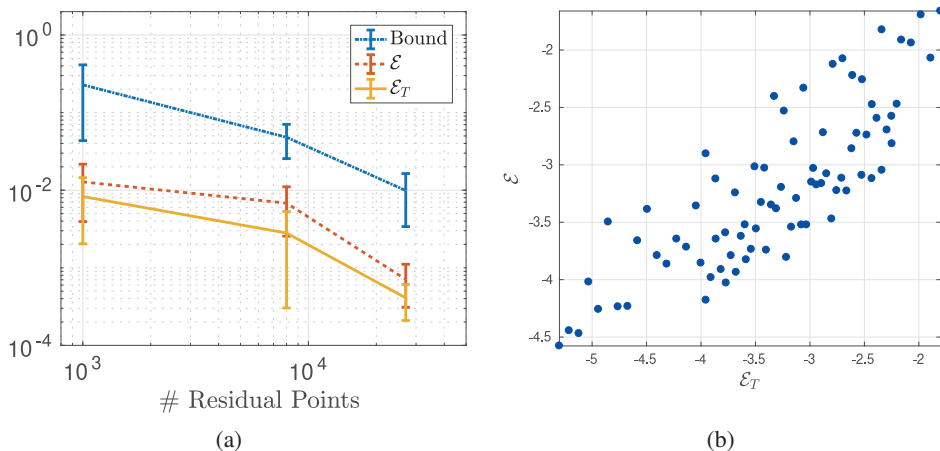 10^0
10^{-2}
10^{-4}
10^3
10^4
Bound
ℰ
ℰ_T
# Residual Points
(a)
-2
-2.5
-3
-3.5
-4
-4.5
ℰ
-5 -4.5 -4 -3.5 -3 -2.5 -2
ℰ_T
(b)